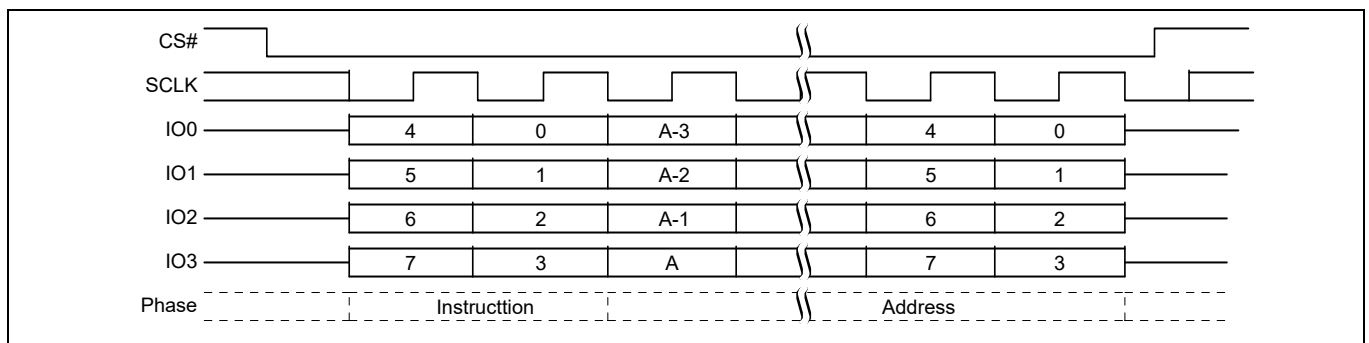 CS#
SCLK
IO0 4 0 A-3 4 0
IO1 5 1 A-2 5 1
IO2 6 2 A-1 6 2
IO3 7 3 A 7 3
Phase Instructtion Address